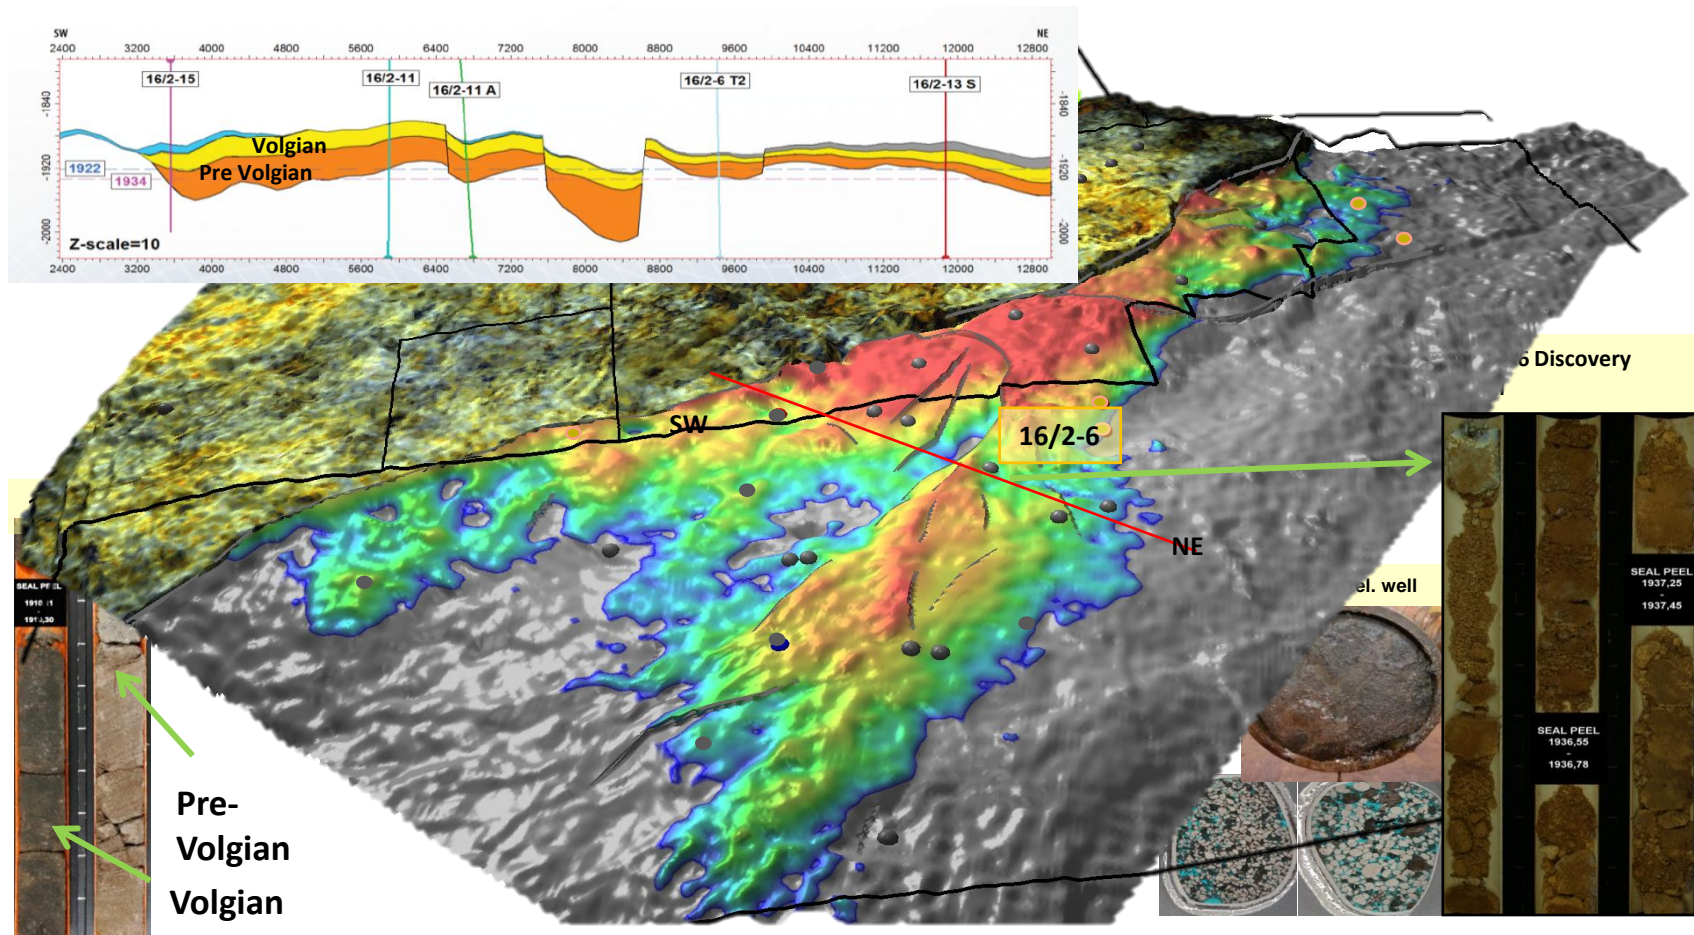 SW
NE
2400 3200 4000 4800 5600 6400 7200 8000 8800 9600 10400 11200 12000 12800
16/2-15
16/2-11
16/2-11 A
16/2-6 T2
16/2-13 S
-1840
-1840
Volgian
Pre Volgian
1922
1934
-1920
-1920
-2000
-2000
Z-scale=10
2400 3200 4000 4800 5600 6400 7200 8000 8800 9600 10400 11200 12000 12800
Discovery
SW
16/2-6
NE
el. well
SEAL PEEL
SEAL PEEL
1937,25
-
1937,45
SEAL PEEL
1936,55
-
1936,78
Pre-
Volgian
Volgian